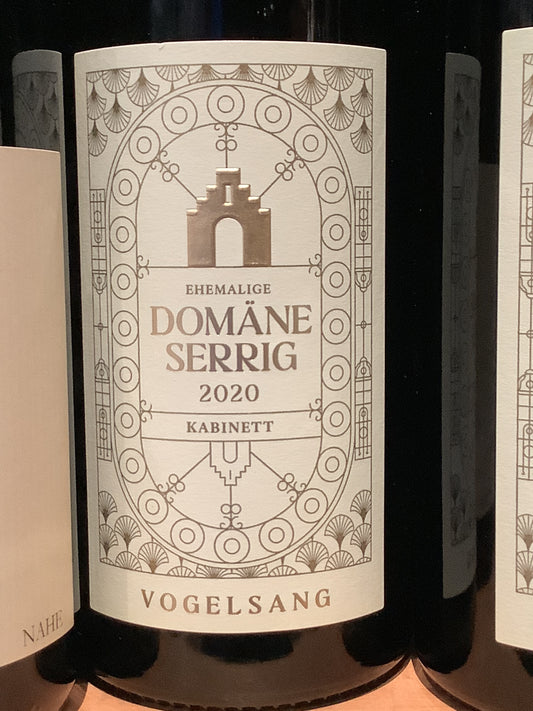 EHEMALIGE
DOMÄNE
SERRIG
2020
KABINETT
VOGELSANG
NAHE